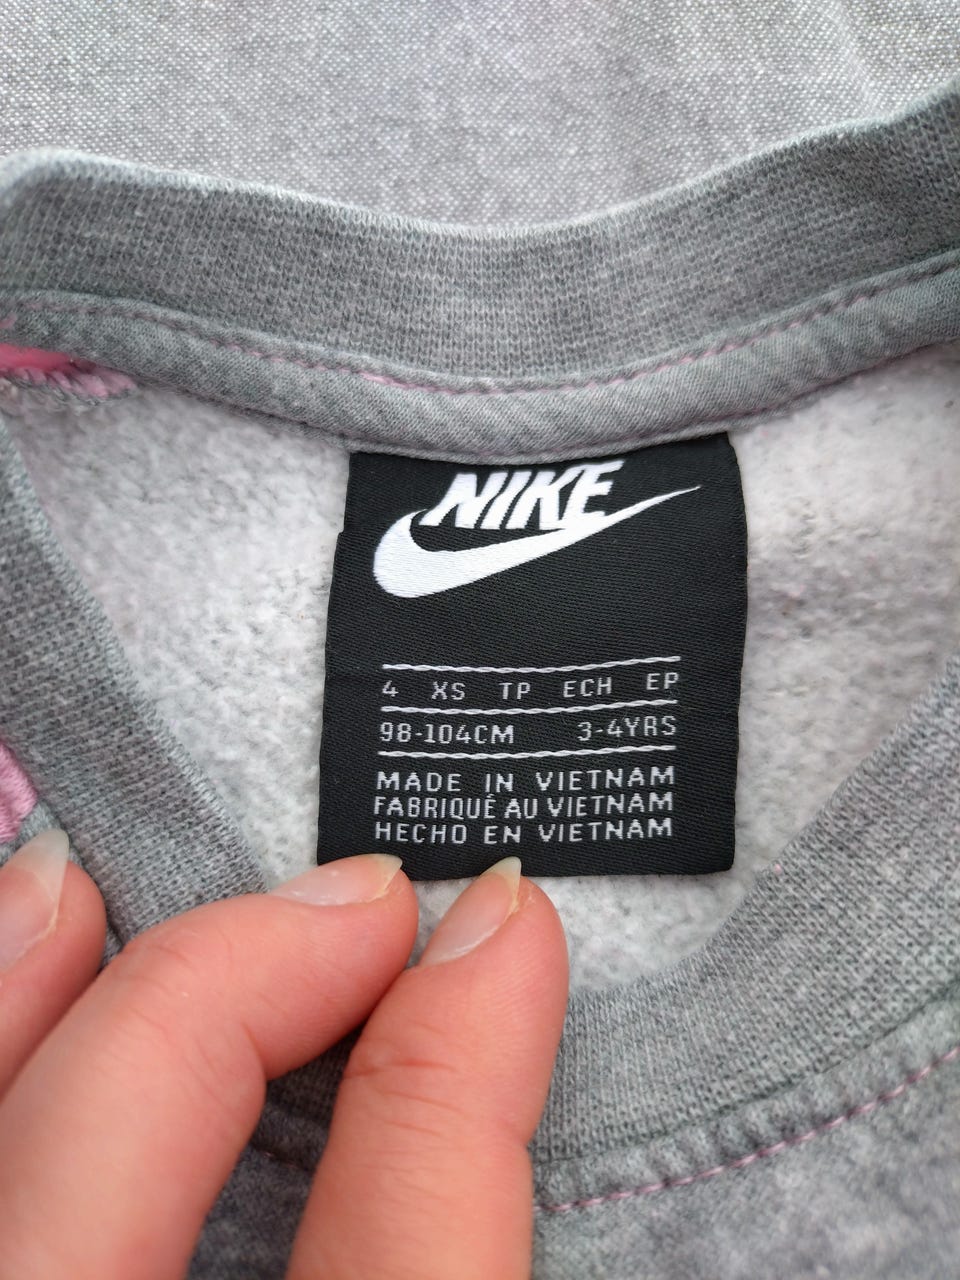 NIKE
4 XS TP ECH EP
98-104CM 3-4YRS
MADE IN VIETNAM
FABRIQUÉ AU VIETNAM
HECHO EN VIETNAM